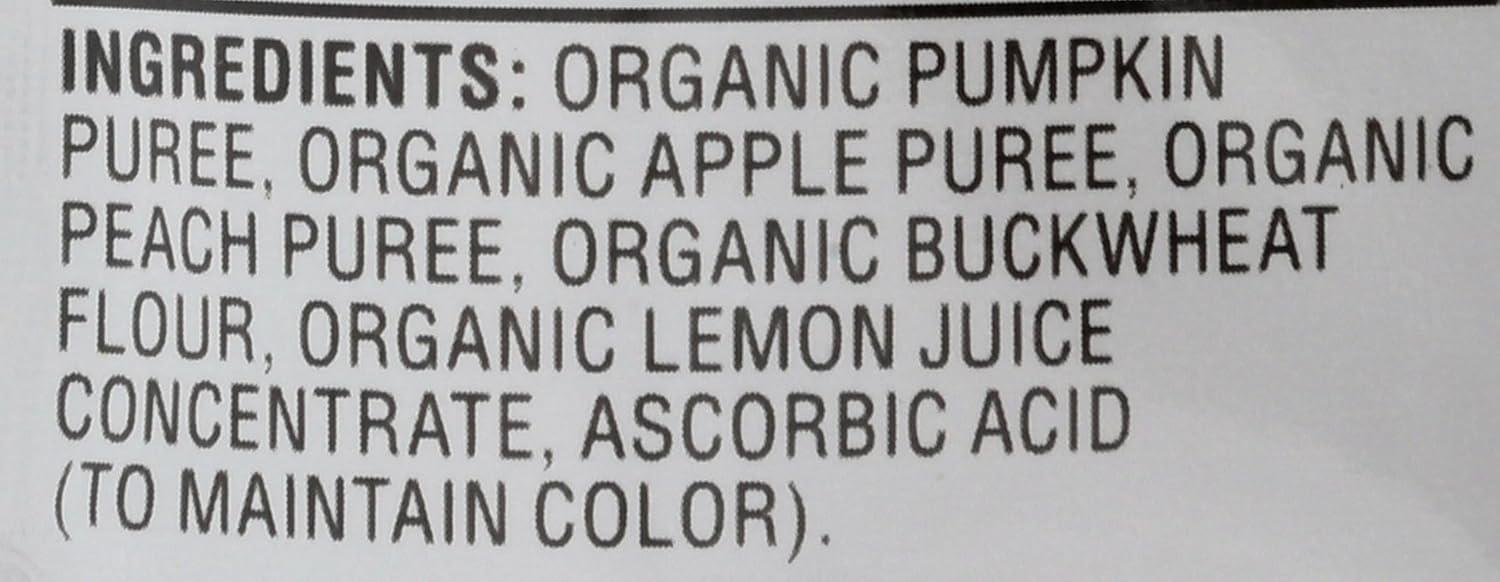 INGREDIENTS: ORGANIC PUMPKIN
PUREE, ORGANIC APPLE PUREE, ORGANIC
PEACH PUREE, ORGANIC BUCKWHEAT
FLOUR, ORGANIC LEMON JUICE
CONCENTRATE, ASCORBIC ACID
(TO MAINTAIN COLOR).